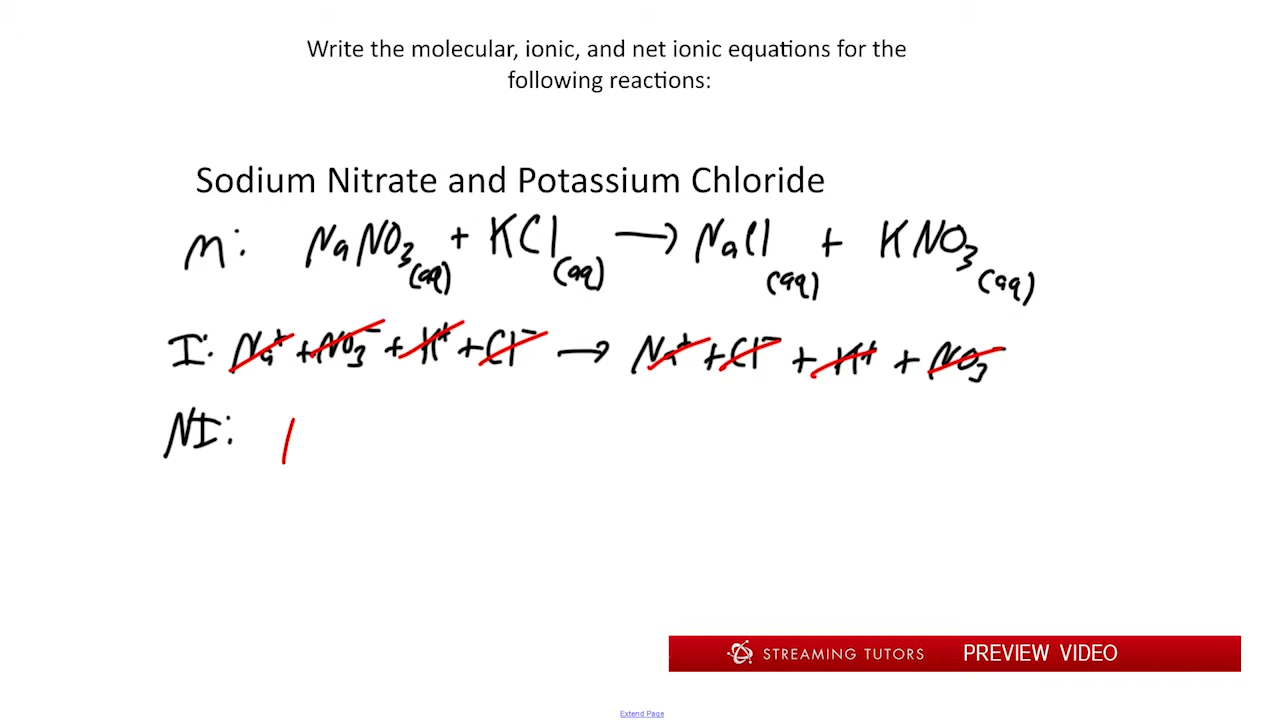 Write the molecular, ionic, and net ionic equations for the
following reactions:
Sodium Nitrate and Potassium Chloride
M: NaNO₃(aq) + KCl(aq) → NaCl(aq) + KNO₃(aq)
I: Na⁺ + NO₃⁻ + K⁺ + Cl⁻ → Na⁺ + Cl⁻ + K⁺ + NO₃⁻
NI:
STREAMING TUTORS PREVIEW VIDEO
Extend Page